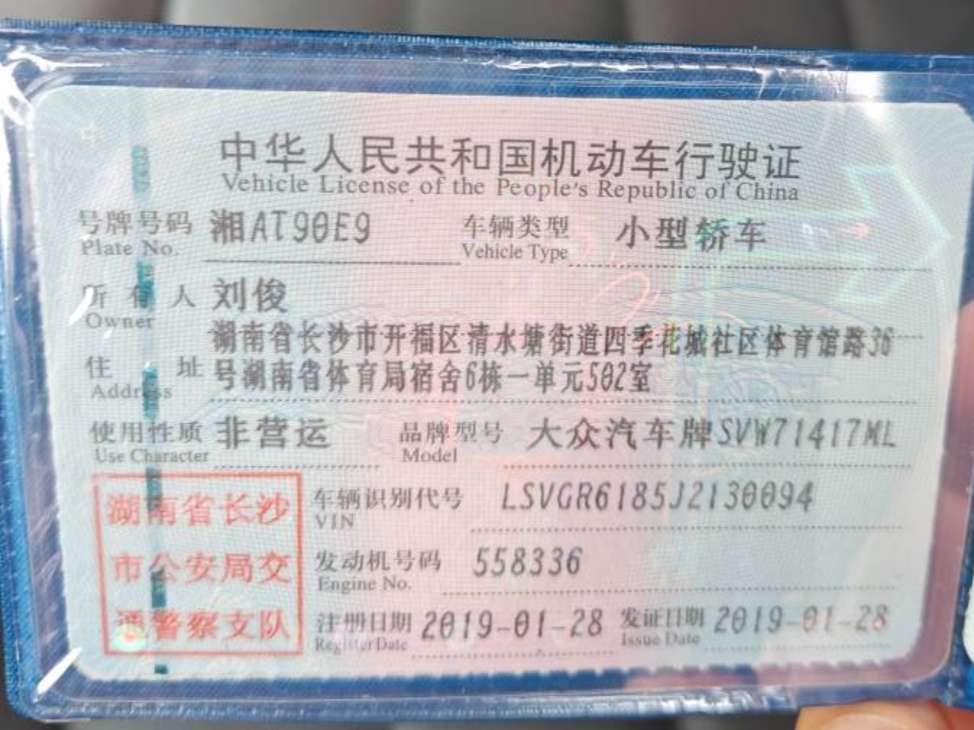 中华人民共和国机动车行驶证
Vehicle License of the People's Republic of China
号牌号码 湘AT90E9 车辆类型 小型轿车
Plate No. Vehicle Type
所有人 刘俊
Owner
湖南省长沙市开福区清水塘街道四季花城社区体育馆路36
住址 号湖南省体育局宿舍6栋一单元502室
Address
使用性质 非营运 品牌型号 大众汽车牌SVW71417ML
Use Character Model
湖南省长沙 车辆识别代号 LSVGR6185J2130094
VIN
市公安局交 发动机号码 558336
Engine No.
通警察支队 注册日期 2019-01-28 发证日期 2019-01-28
Register Date Issue Date